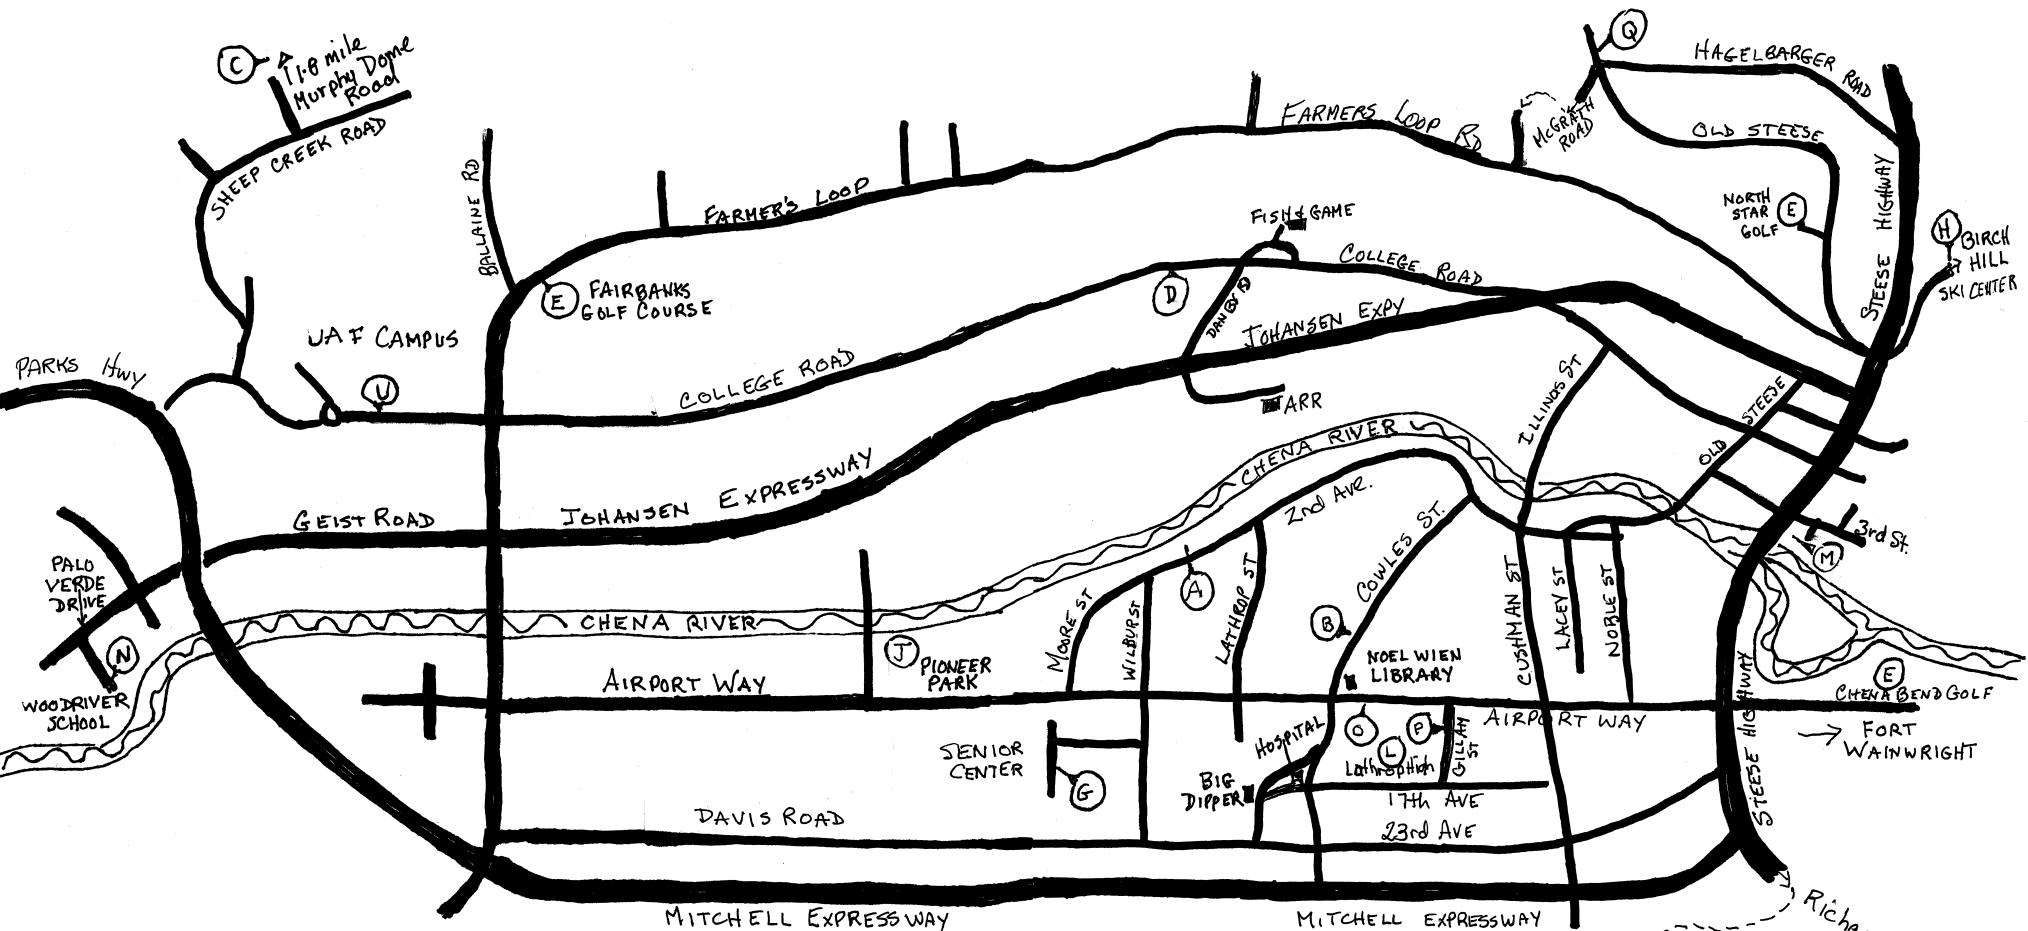 Q
HAGELBARGER ROAD
C
11.8 mile
Murphy Dome
Road
SHEEP CREEK ROAD
FARMERS LOOP RD
McGRATH
ROAD
OLD STEESE
STEESE HIGHWAY
BALLAINE RD
FARMER'S LOOP
FISH & GAME
NORTH
STAR
GOLF
E
H
BIRCH
HILL
SKI CENTER
E
FAIRBANKS
GOLF COURSE
D
COLLEGE ROAD
DANBY RD
JOHANSEN EXPY
UAF CAMPUS
PARKS HWY
U
COLLEGE ROAD
ARR
ILLINOIS ST
OLD STEESE
CHENA RIVER
GEIST ROAD
JOHANSEN EXPRESSWAY
2nd AVE.
COWLES ST.
3rd St.
M
PALO
VERDE
DRIVE
N
WOODRIVER
SCHOOL
CHENA RIVER
J
PIONEER
PARK
MOORE ST
WILBUR ST
A
LATHROP ST
B
CUSHMAN ST
LACEY ST
NOBLE ST
NOEL WIEN
LIBRARY
AIRPORT WAY
E
CHENA BEND GOLF
FORT
WAINWRIGHT
STEESE HIGHWAY
AIRPORT WAY
O
P
L
GILLAM
ST
Lathrop High
HOSPITAL
SENIOR
CENTER
G
BIG
DIPPER
17th AVE
DAVIS ROAD
23rd AVE
STEESE HIGHWAY
MITCHELL EXPRESSWAY
MITCHELL EXPRESSWAY